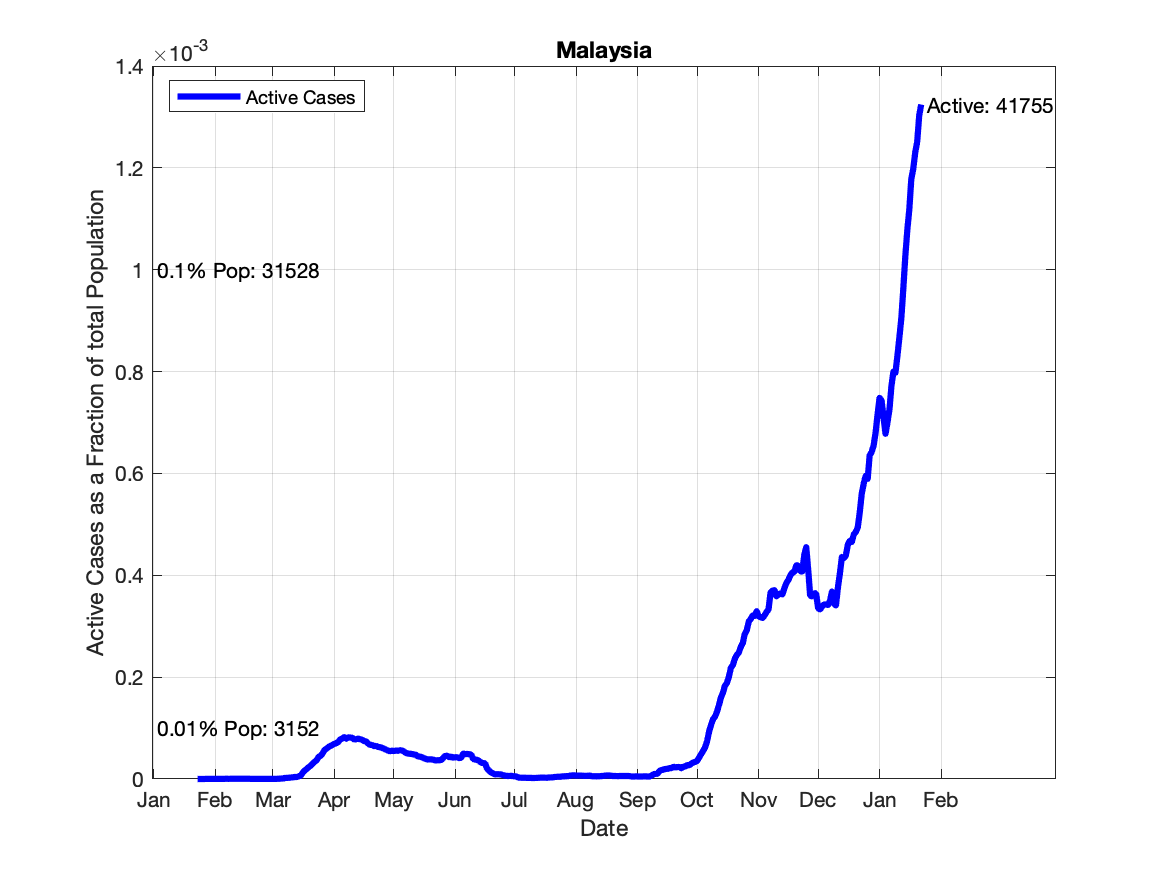 Malaysia
×10-3
1.4
1.2
1
0.8
0.6
0.4
0.2
0
Active Cases
Active: 41755
0.1% Pop: 31528
0.01% Pop: 3152
Active Cases as a Fraction of total Population
Jan Feb Mar Apr May Jun Jul Aug Sep Oct Nov Dec Jan Feb
Date